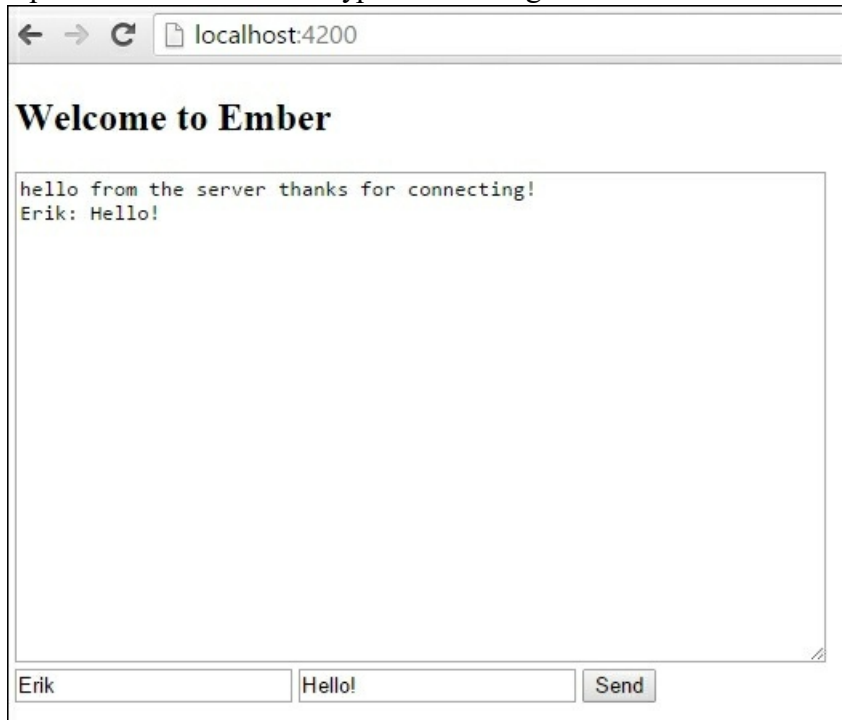 localhost:4200
Welcome to Ember
hello from the server thanks for connecting!
Erik: Hello!
Erik Hello! Send